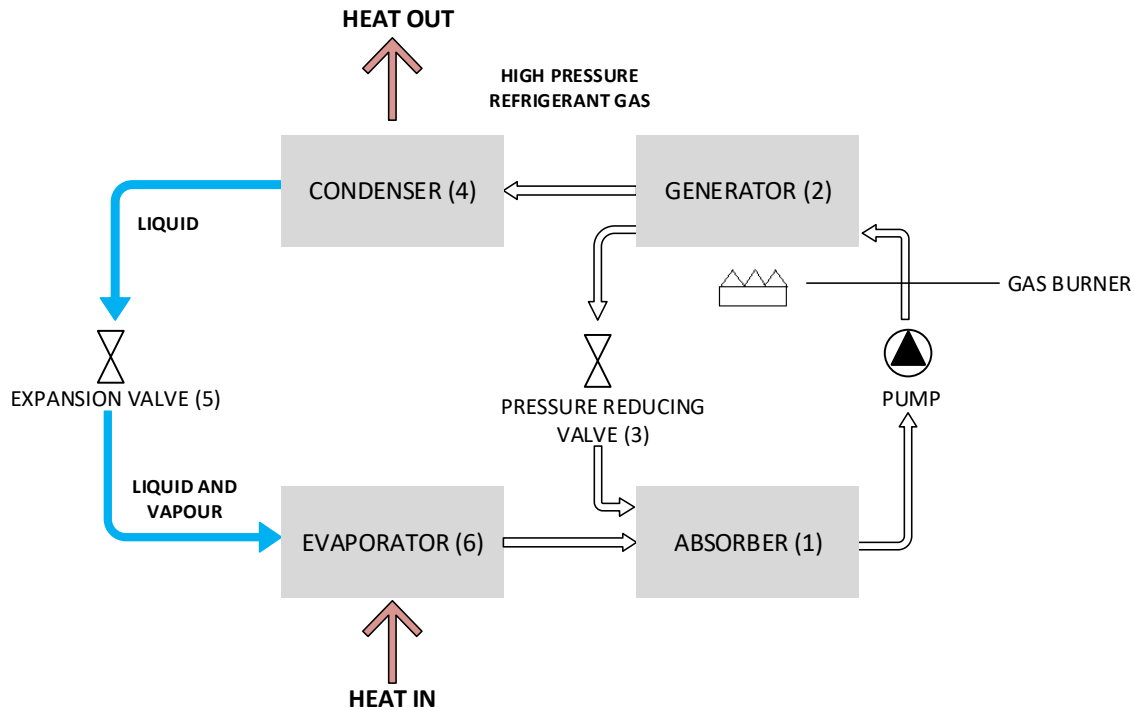 HEAT OUT
HIGH PRESSURE
REFRIGERANT GAS
CONDENSER (4)
GENERATOR (2)
LIQUID
GAS BURNER
EXPANSION VALVE (5)
PRESSURE REDUCING
VALVE (3)
PUMP
LIQUID AND
VAPOUR
EVAPORATOR (6)
ABSORBER (1)
HEAT IN